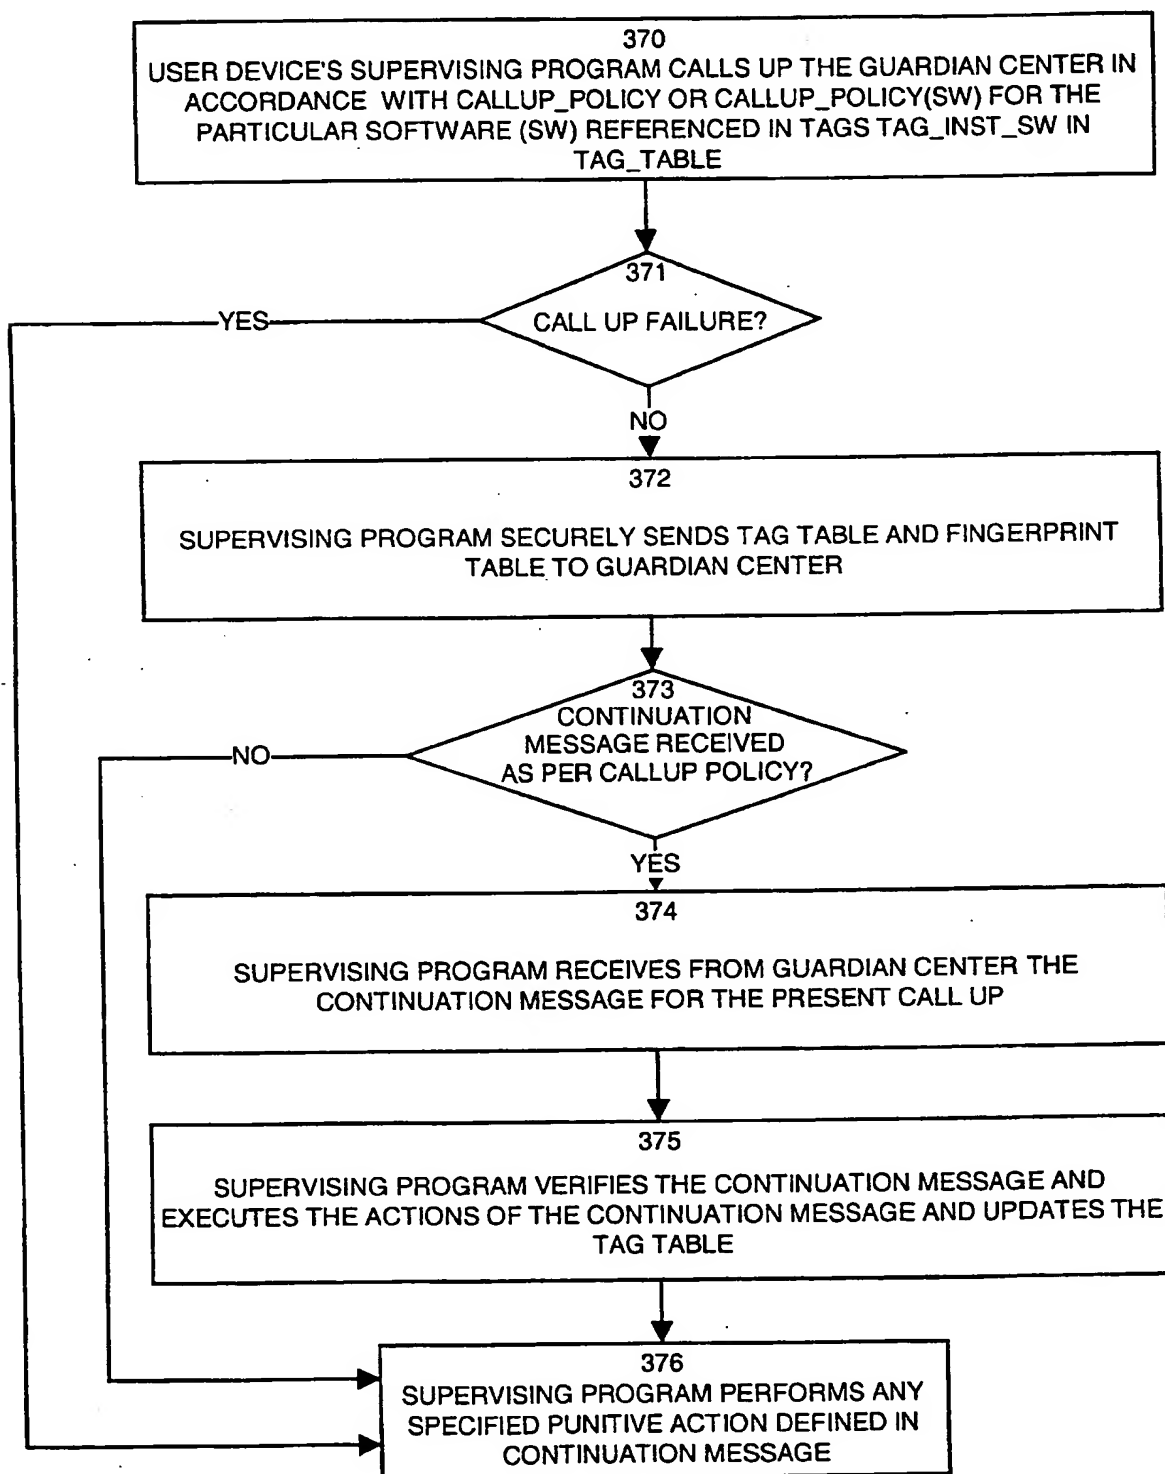 370
USER DEVICE'S SUPERVISING PROGRAM CALLS UP THE GUARDIAN CENTER IN
ACCORDANCE WITH CALLUP_POLICY OR CALLUP_POLICY(SW) FOR THE
PARTICULAR SOFTWARE (SW) REFERENCED IN TAGS TAG_INST_SW IN
TAG_TABLE
371
YES
CALL UP FAILURE?
NO
372
SUPERVISING PROGRAM SECURELY SENDS TAG TABLE AND FINGERPRINT
TABLE TO GUARDIAN CENTER
373
CONTINUATION
MESSAGE RECEIVED
NO
AS PER CALLUP POLICY?
YES
374
SUPERVISING PROGRAM RECEIVES FROM GUARDIAN CENTER THE
CONTINUATION MESSAGE FOR THE PRESENT CALL UP
375
SUPERVISING PROGRAM VERIFIES THE CONTINUATION MESSAGE AND
EXECUTES THE ACTIONS OF THE CONTINUATION MESSAGE AND UPDATES THE
TAG TABLE
376
SUPERVISING PROGRAM PERFORMS ANY
SPECIFIED PUNITIVE ACTION DEFINED IN
CONTINUATION MESSAGE